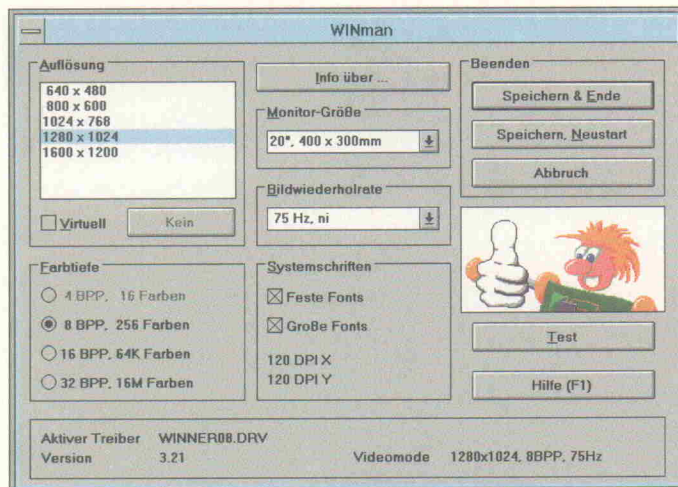 WINman
Auflösung
640 x 480
800 x 600
1024 x 768
1280 x 1024
1600 x 1200
Virtuell
Kein
Info über ...
Monitor-Größe
20", 400 x 300mm
Bildwiederholrate
75 Hz, ni
Beenden
Speichern & Ende
Speichern, Neustart
Abbruch
Farbtiefe
4 BPP, 16 Farben
8 BPP, 256 Farben
16 BPP, 64K Farben
32 BPP, 16M Farben
Systemschriften
Feste Fonts
Große Fonts
120 DPI X
120 DPI Y
Test
Hilfe (F1)
Aktiver Treiber WINNER08.DRV
Version 3.21
Videomode 1280x1024, 8BPP, 75Hz